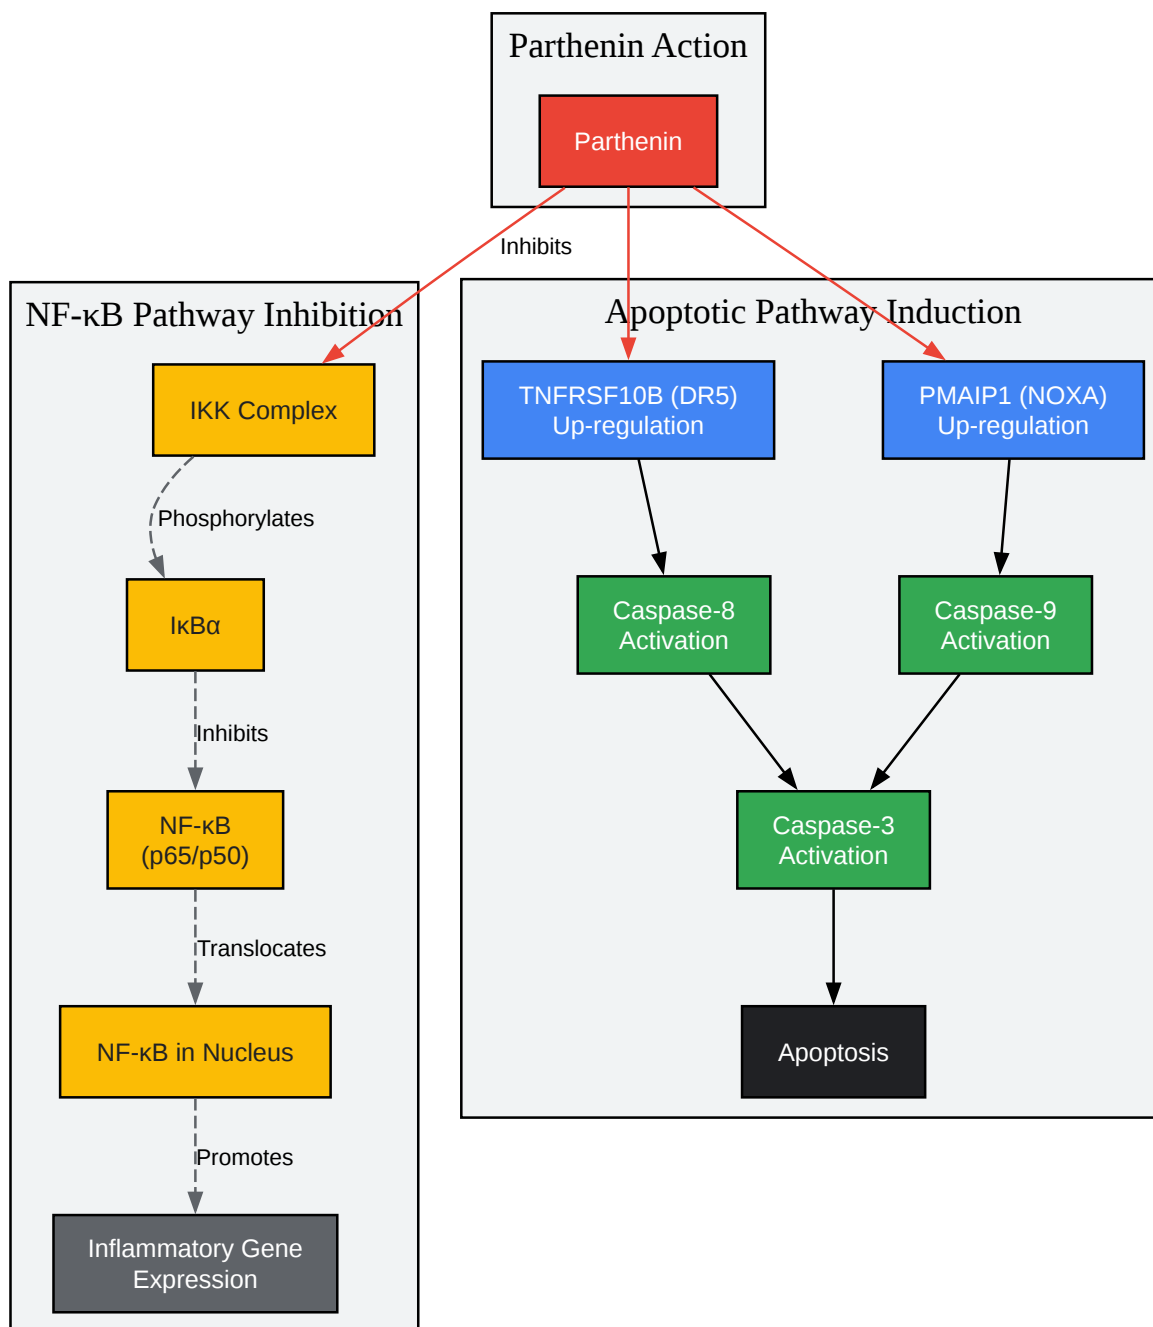 Parthenin Action
Parthenin
Inhibits
NF-κB Pathway Inhibition
IKK Complex
Phosphorylates
IκBα
Inhibits
NF-κB
(p65/p50)
Translocates
NF-κB in Nucleus
Promotes
Inflammatory Gene
Expression
Apoptotic Pathway Induction
TNFRSF10B (DR5)
Up-regulation
PMAIP1 (NOXA)
Up-regulation
Caspase-8
Activation
Caspase-9
Activation
Caspase-3
Activation
Apoptosis